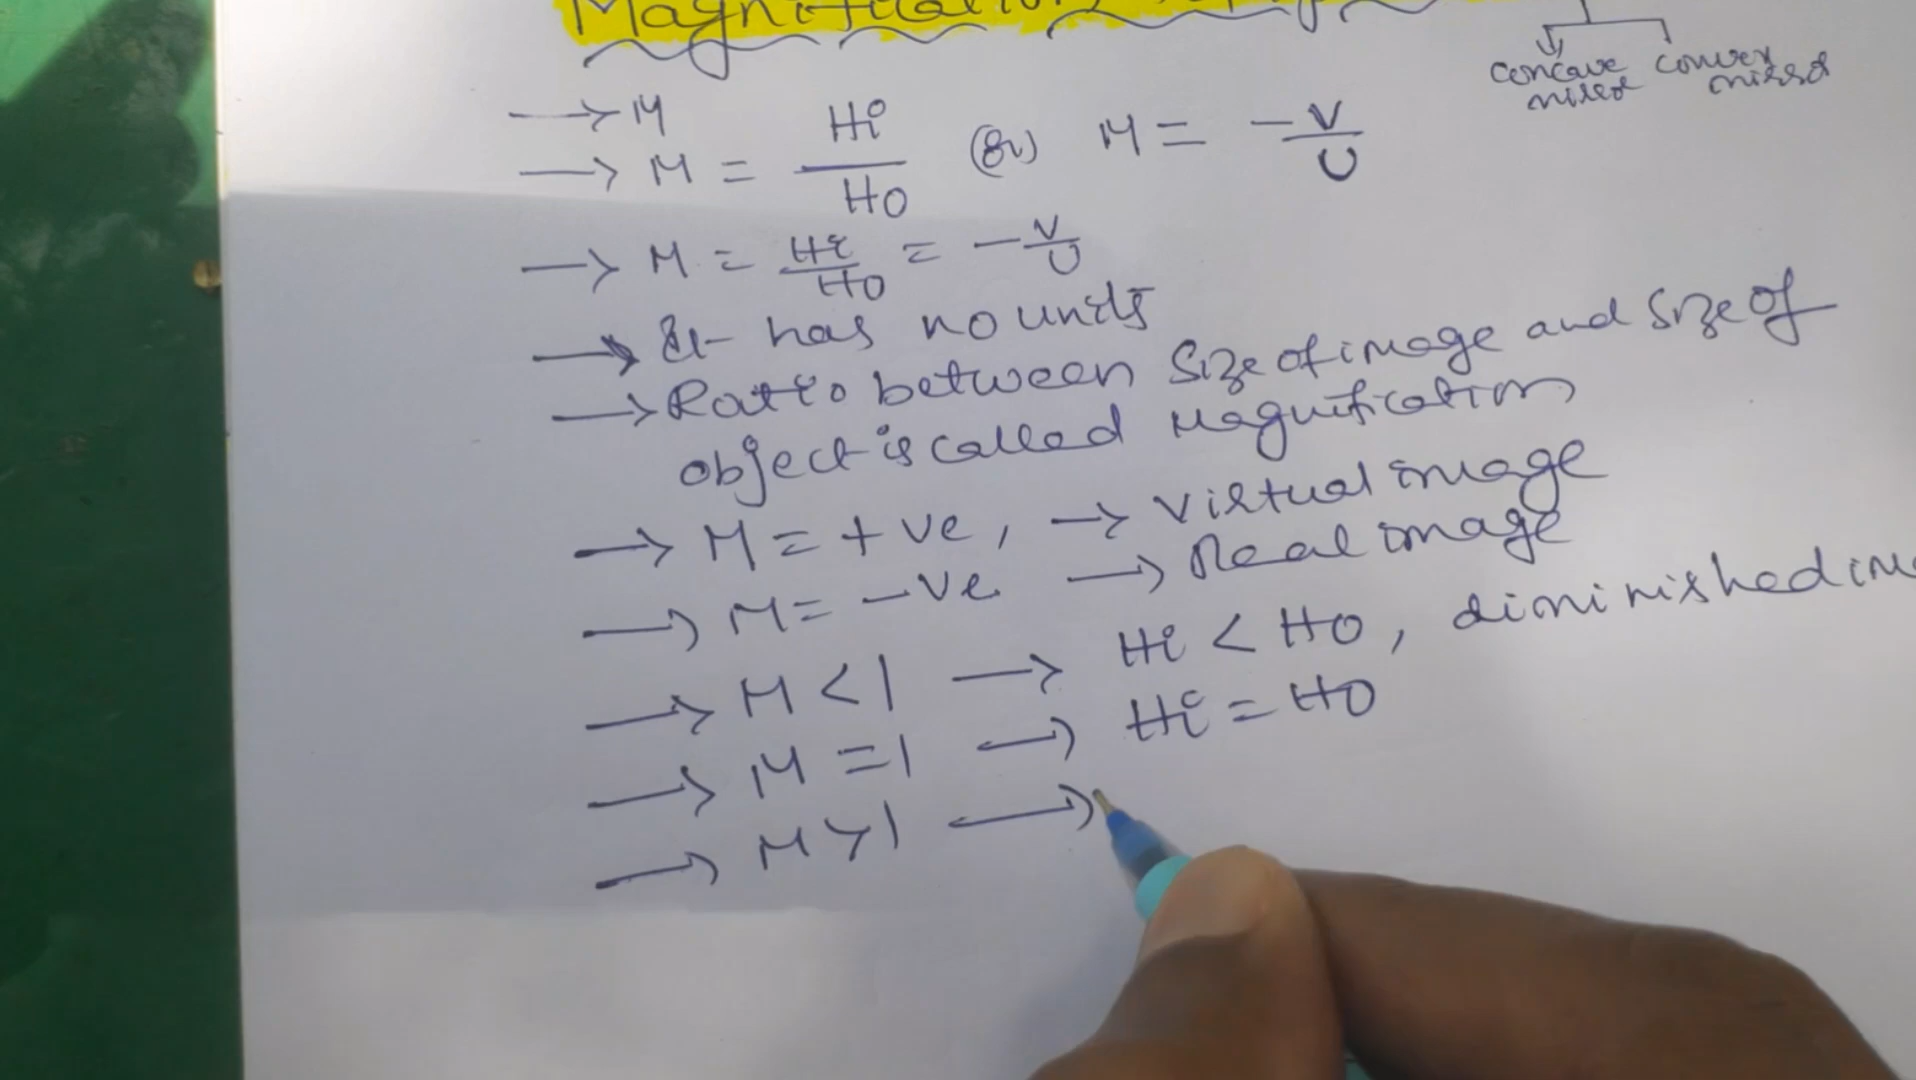 Magnification
concave convex
mirror mirror
→ M
→ M = Hi/Ho (or) M = -V/U
→ M = Hi/Ho = -V/U
→ It has no units
→ Ratio between Size of image and Size of
object is called Magnification
→ M = +ve, → Virtual image
→ M = -ve → Real image
→ M < 1 → Hi < Ho, diminished
→ M = 1 → Hi = Ho
→ M > 1 →